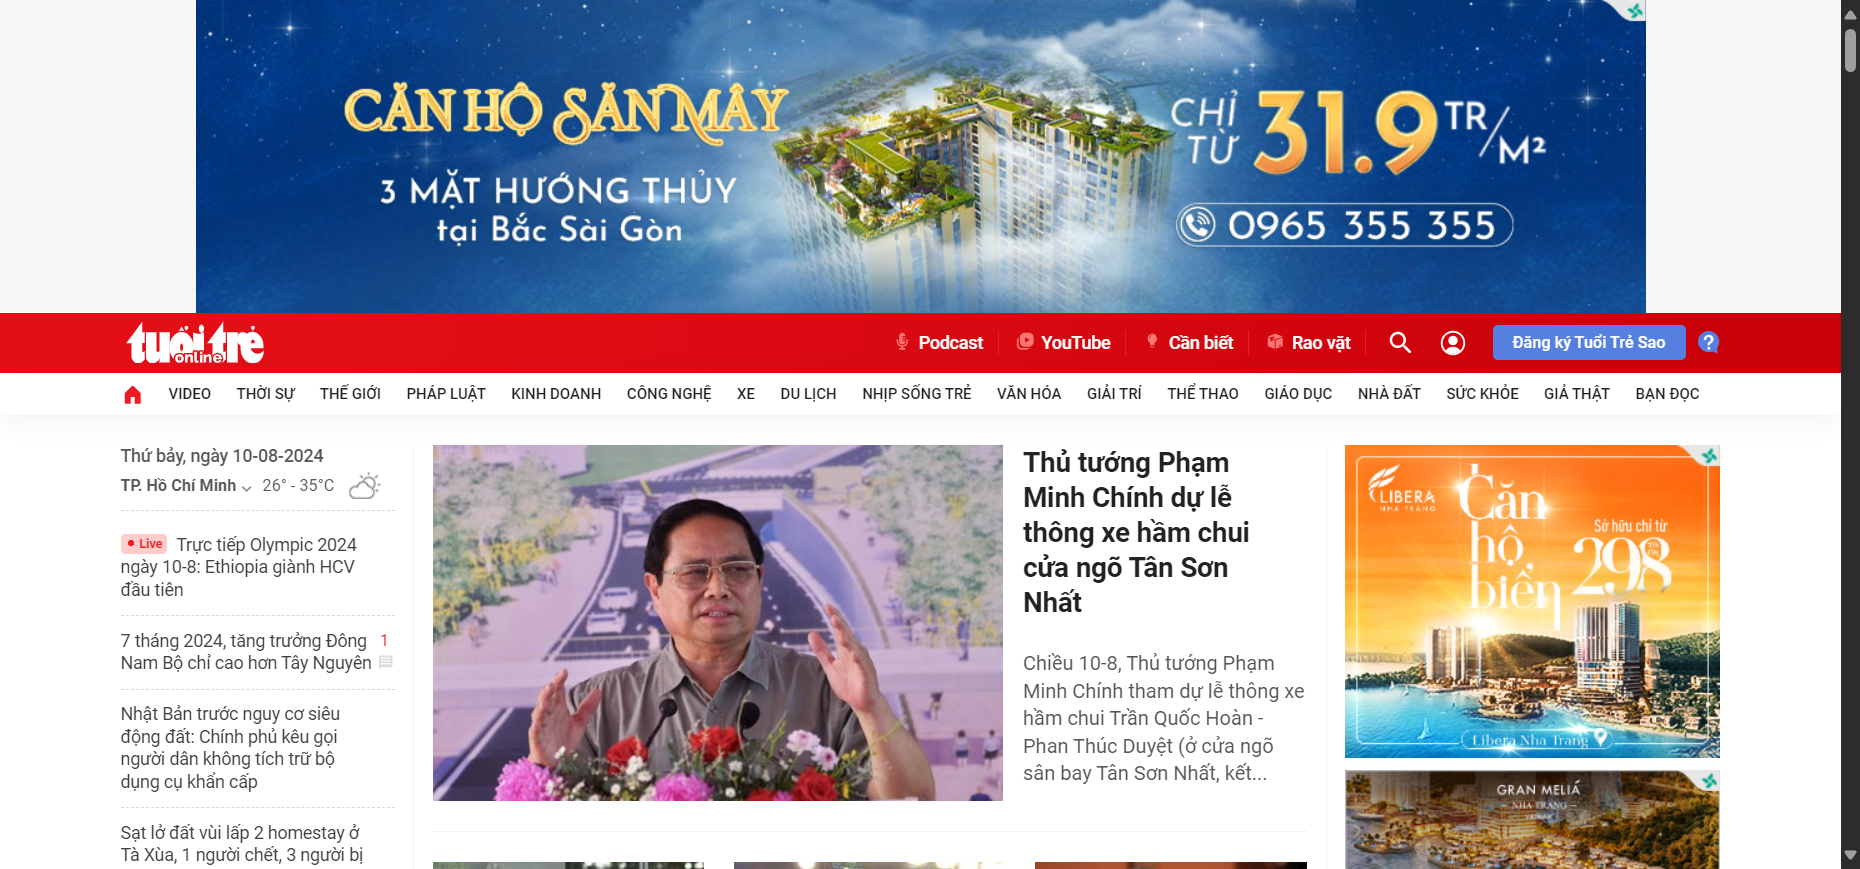 CĂN HỘ SĂN MÂY
3 MẶT HƯỚNG THỦY
tại Bắc Sài Gòn
CHỈ TỪ 31.9 TR/M²
0965 355 355
tuổi trẻ online
Podcast
YouTube
Cần biết
Rao vặt
Đăng ký Tuổi Trẻ Sao
?
VIDEO
THỜI SỰ
THẾ GIỚI
PHÁP LUẬT
KINH DOANH
CÔNG NGHỆ
XE
DU LỊCH
NHỊP SỐNG TRẺ
VĂN HÓA
GIẢI TRÍ
THỂ THAO
GIÁO DỤC
NHÀ ĐẤT
SỨC KHỎE
GIẢ THẬT
BẠN ĐỌC
Thứ bảy, ngày 10-08-2024
TP. Hồ Chí Minh 26° - 35°C
Live Trực tiếp Olympic 2024
ngày 10-8: Ethiopia giành HCV
đầu tiên
7 tháng 2024, tăng trưởng Đông 1
Nam Bộ chỉ cao hơn Tây Nguyên
Nhật Bản trước nguy cơ siêu
động đất: Chính phủ kêu gọi
người dân không tích trữ bộ
dụng cụ khẩn cấp
Sạt lở đất vùi lấp 2 homestay ở
Tà Xùa, 1 người chết, 3 người bị
Thủ tướng Phạm
Minh Chính dự lễ
thông xe hầm chui
cửa ngõ Tân Sơn
Nhất
Chiều 10-8, Thủ tướng Phạm
Minh Chính tham dự lễ thông xe
hầm chui Trần Quốc Hoàn -
Phan Thúc Duyệt (ở cửa ngõ
sân bay Tân Sơn Nhất, kết...
LIBERA
NHA TRANG
Căn
hộ
biển
Sở hữu chỉ từ
298
Libera Nha Trang
GRAN MELIÁ
NHA TRANG
VIETNAM